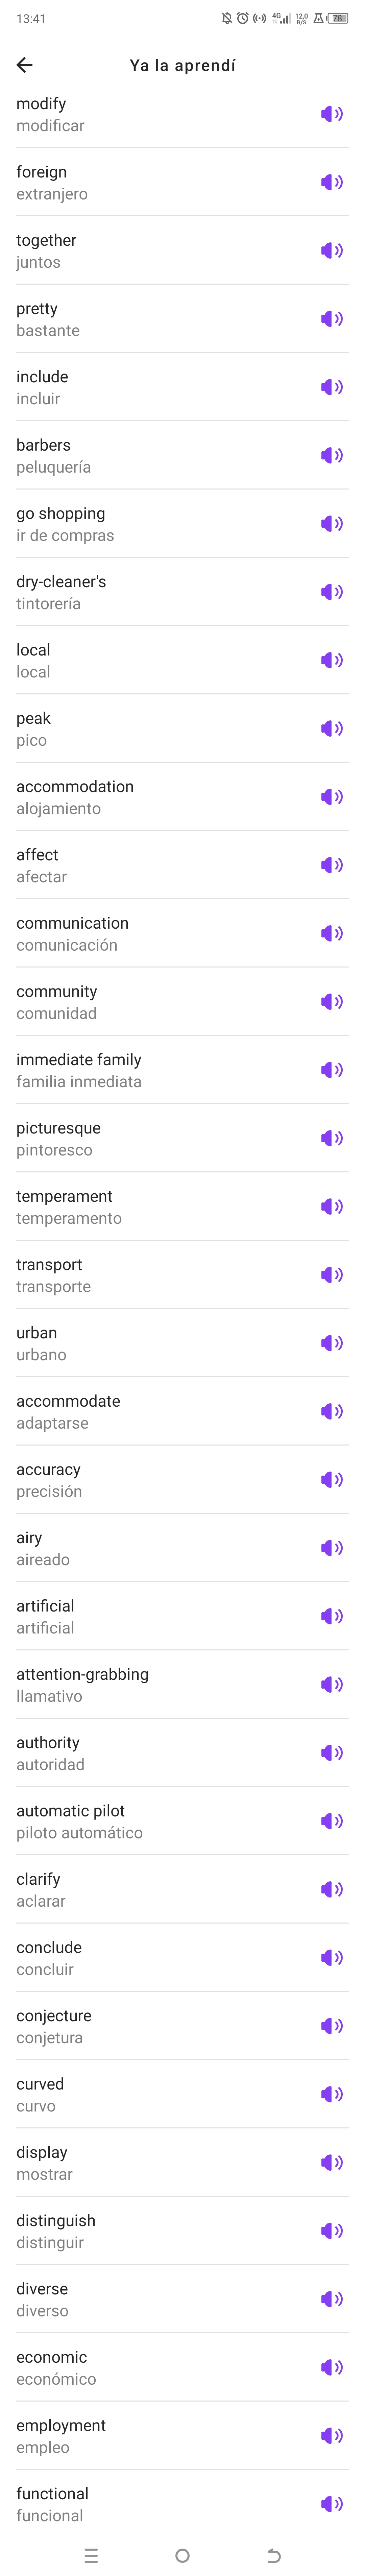 13:41
4G
12,0
B/S
78
Ya la aprendí
modify
modificar
foreign
extranjero
together
juntos
pretty
bastante
include
incluir
barbers
peluquería
go shopping
ir de compras
dry-cleaner's
tintorería
local
local
peak
pico
accommodation
alojamiento
affect
afectar
communication
comunicación
community
comunidad
immediate family
familia inmediata
picturesque
pintoresco
temperament
temperamento
transport
transporte
urban
urbano
accommodate
adaptarse
accuracy
precisión
airy
aireado
artificial
artificial
attention-grabbing
llamativo
authority
autoridad
automatic pilot
piloto automático
clarify
aclarar
conclude
concluir
conjecture
conjetura
curved
curvo
display
mostrar
distinguish
distinguir
diverse
diverso
economic
económico
employment
empleo
functional
funcional